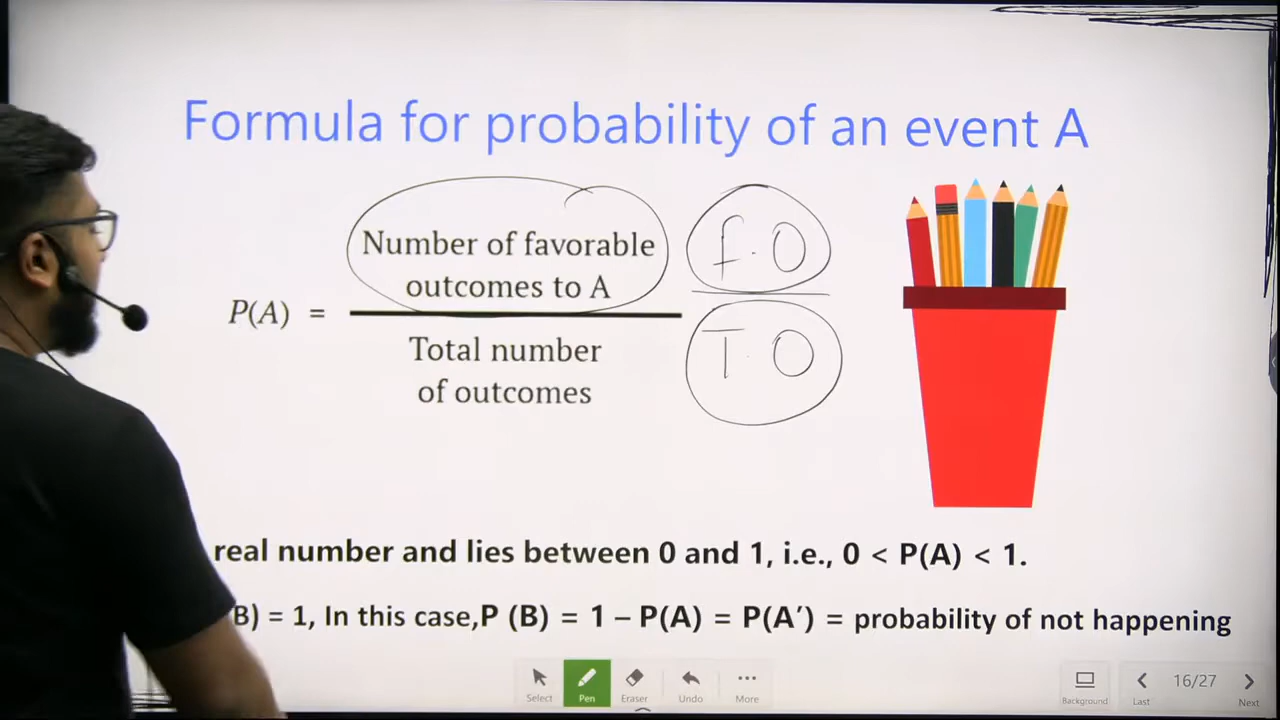 Formula for probability of an event A
Number of favorable
outcomes to A
P(A) =
Total number
of outcomes
f.O
T.O
real number and lies between 0 and 1, i.e., 0 < P(A) < 1.
B) = 1, In this case,P (B) = 1 – P(A) = P(A′) = probability of not happening
Select
Pen
Eraser
Undo
More
Background
Last
16/27
Next